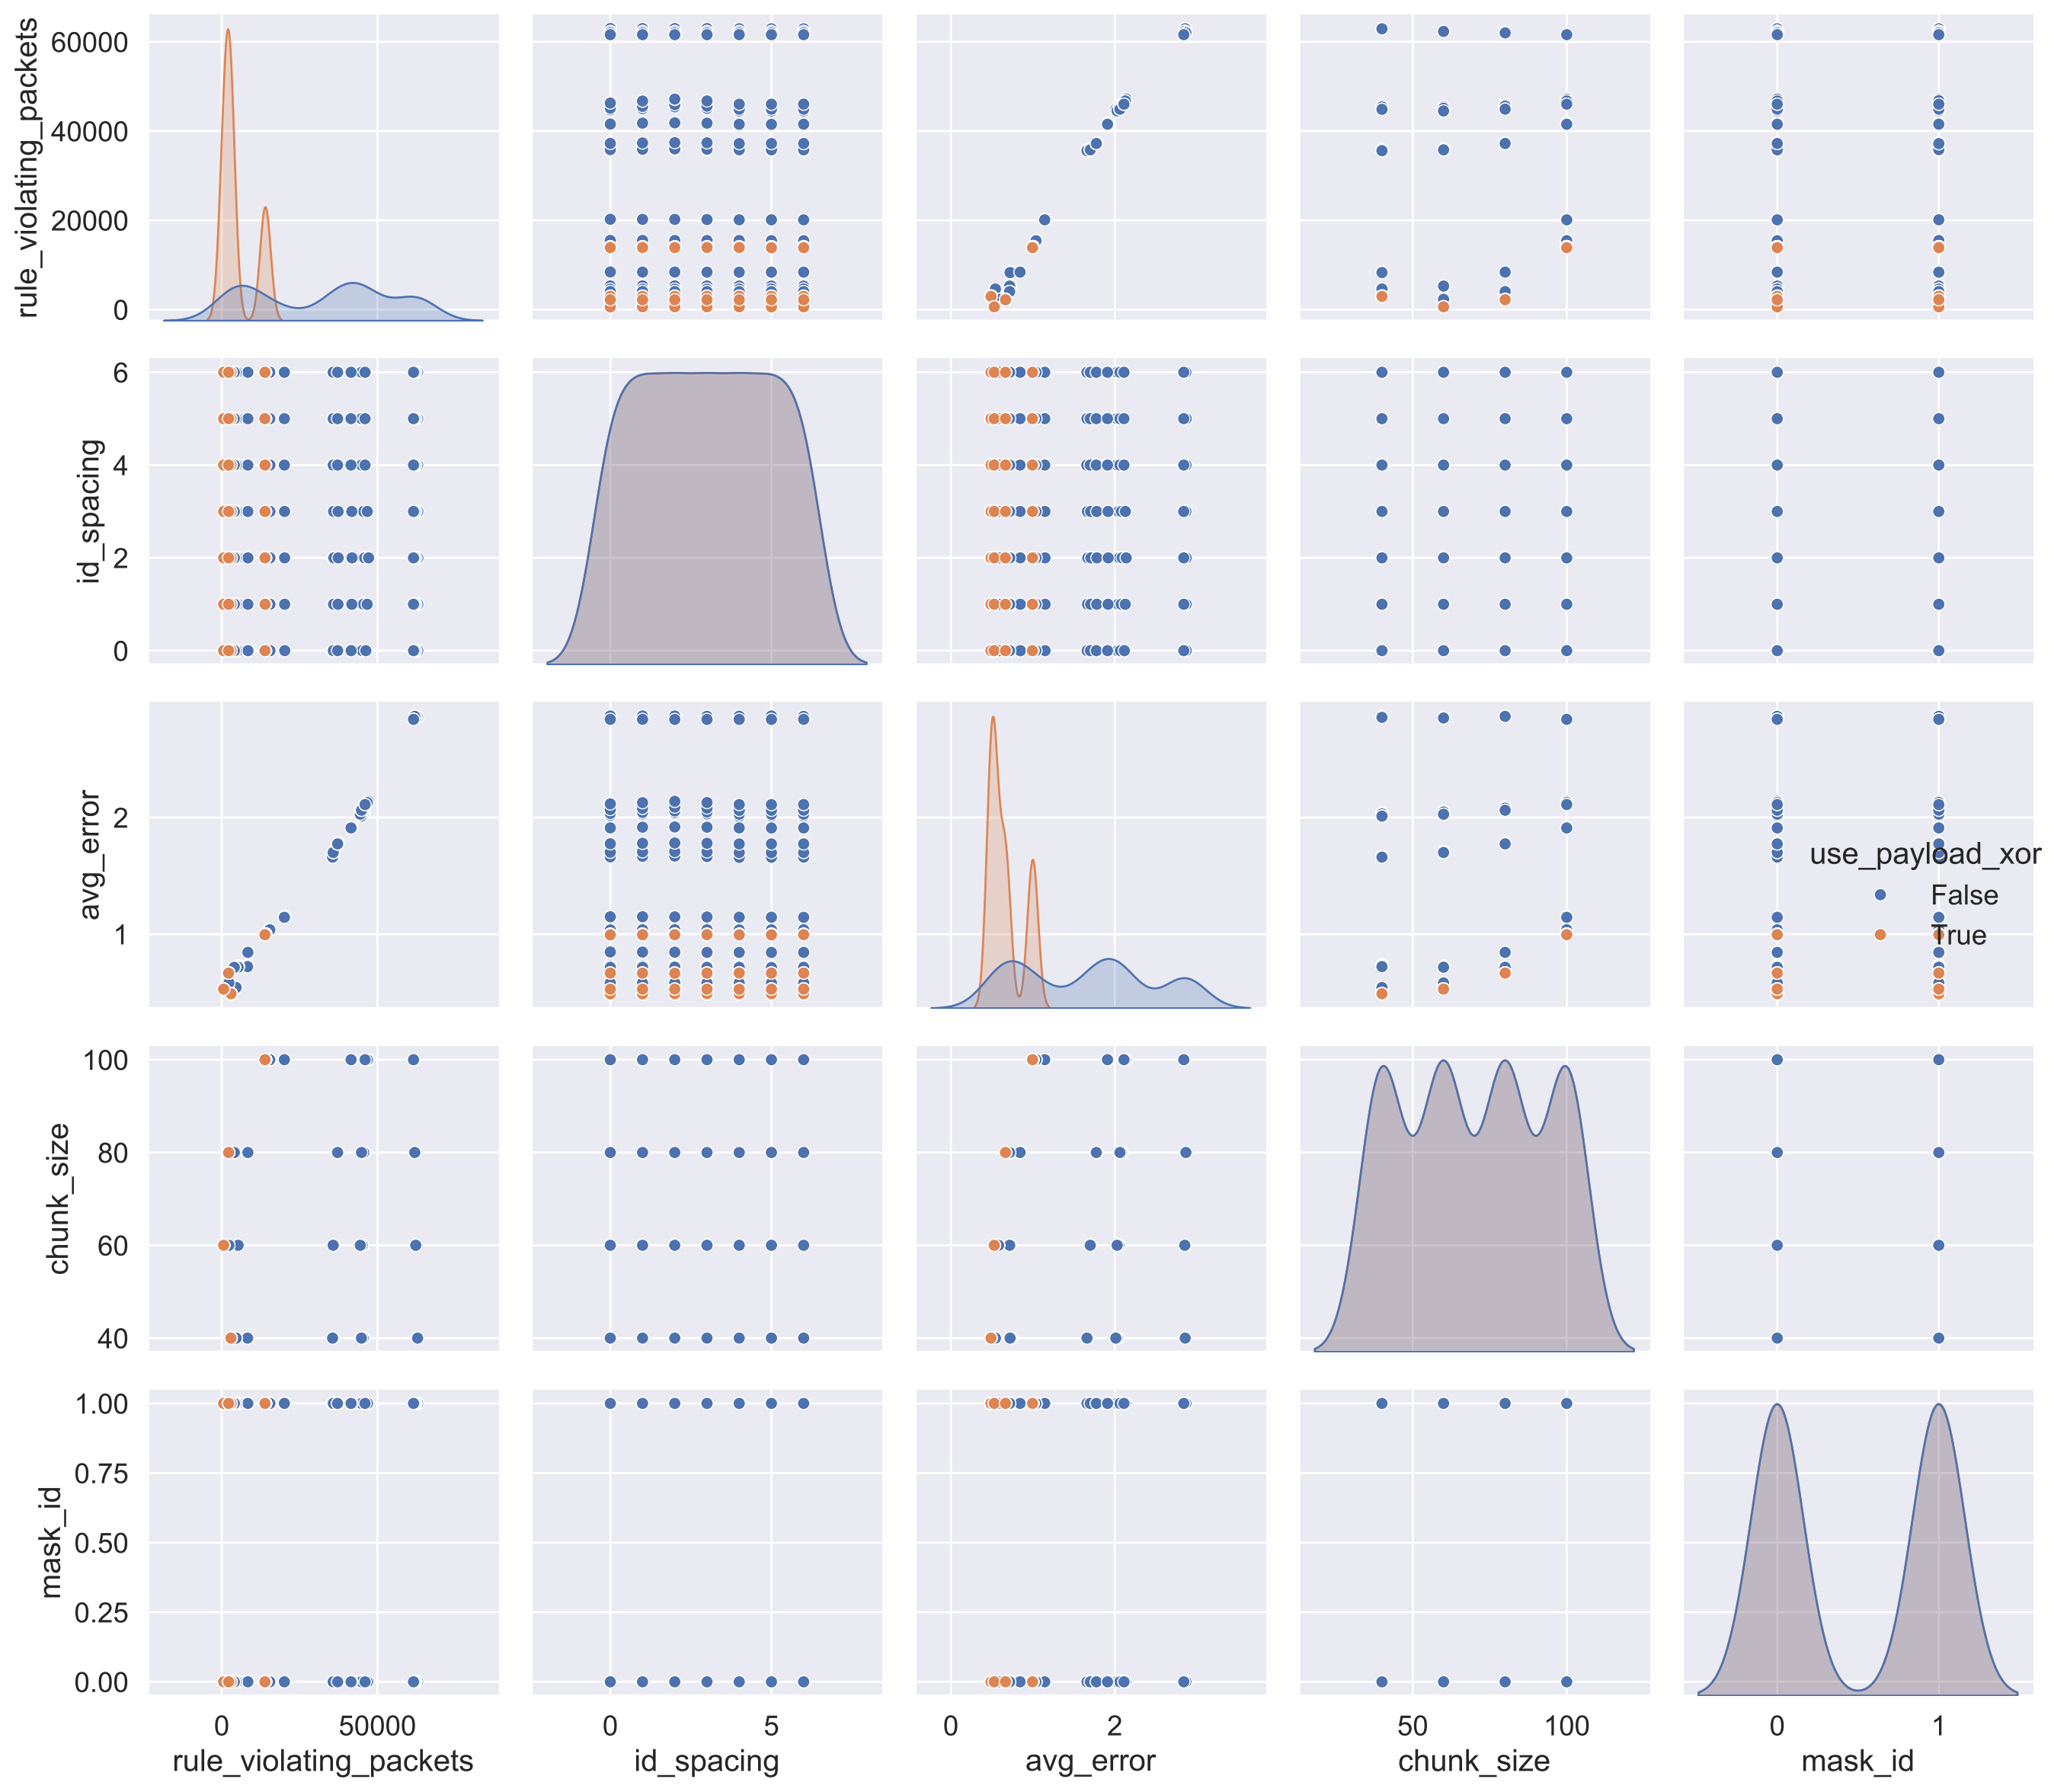 rule_violating_packets
60000
40000
20000
0
id_spacing
6
4
2
0
avg_error
2
1
use_payload_xor
False
True
chunk_size
100
80
60
40
mask_id
1.00
0.75
0.50
0.25
0.00
0 50000 0 5 0 2 50 100 0 1
rule_violating_packets id_spacing avg_error chunk_size mask_id